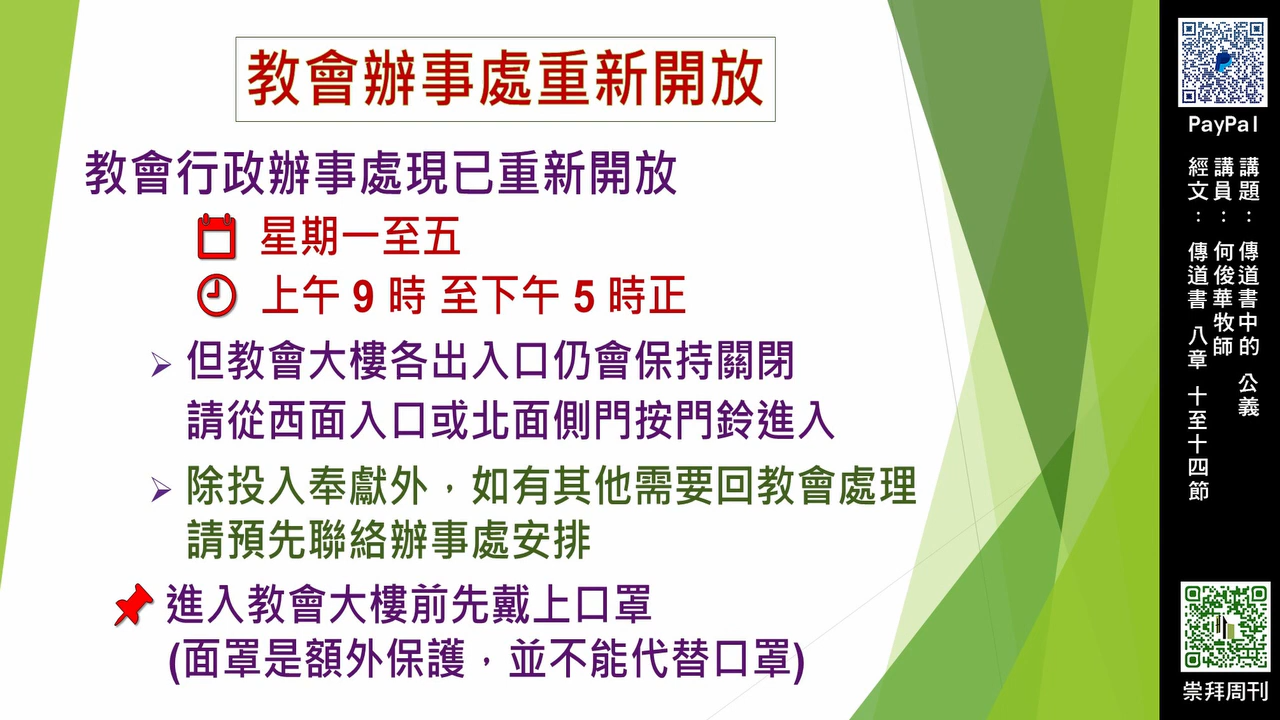 教會辦事處重新開放
教會行政辦事處現已重新開放
星期一至五
上午 9 時 至下午 5 時正
但教會大樓各出入口仍會保持關閉
請從西面入口或北面側門按門鈴進入
除投入奉獻外，如有其他需要回教會處理
請預先聯絡辦事處安排
進入教會大樓前先戴上口罩
(面罩是額外保護，並不能代替口罩)
PayPal
講題： 傳道書中的 公義
講員： 何俊華牧師
經文： 傳道書 八章 十至十四節
崇拜周刊